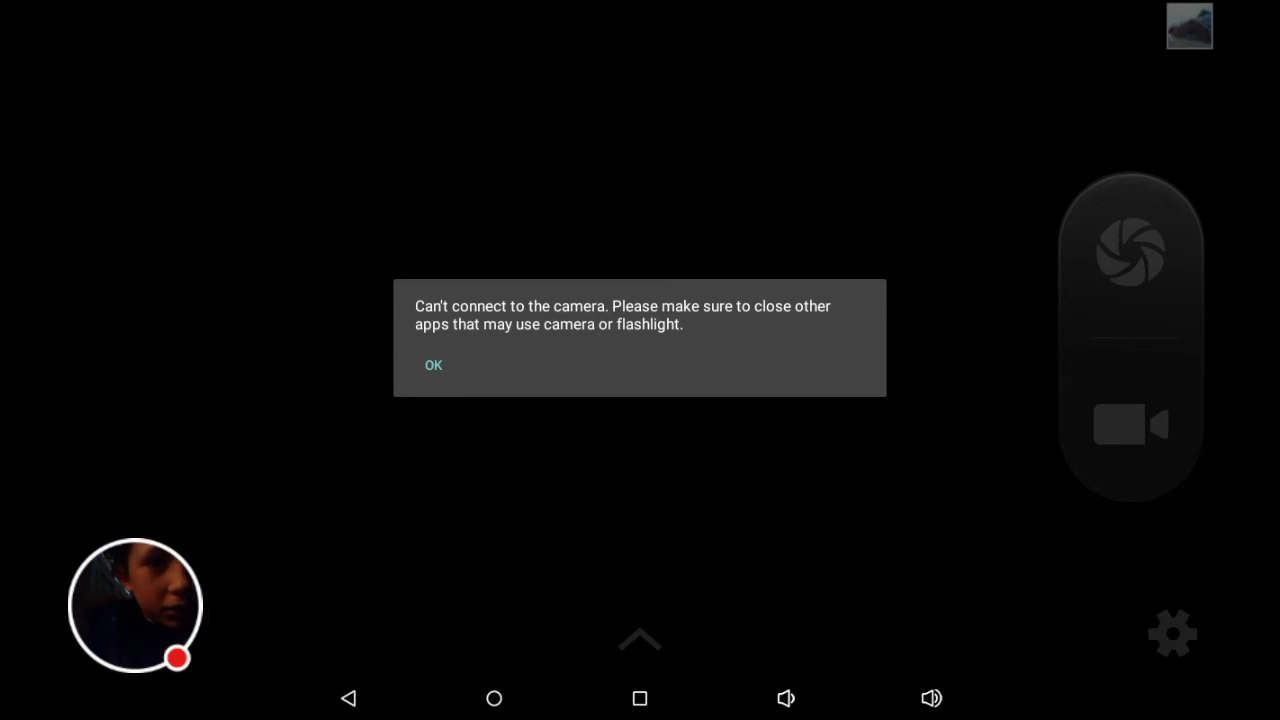 Can't connect to the camera. Please make sure to close other
apps that may use camera or flashlight.
OK